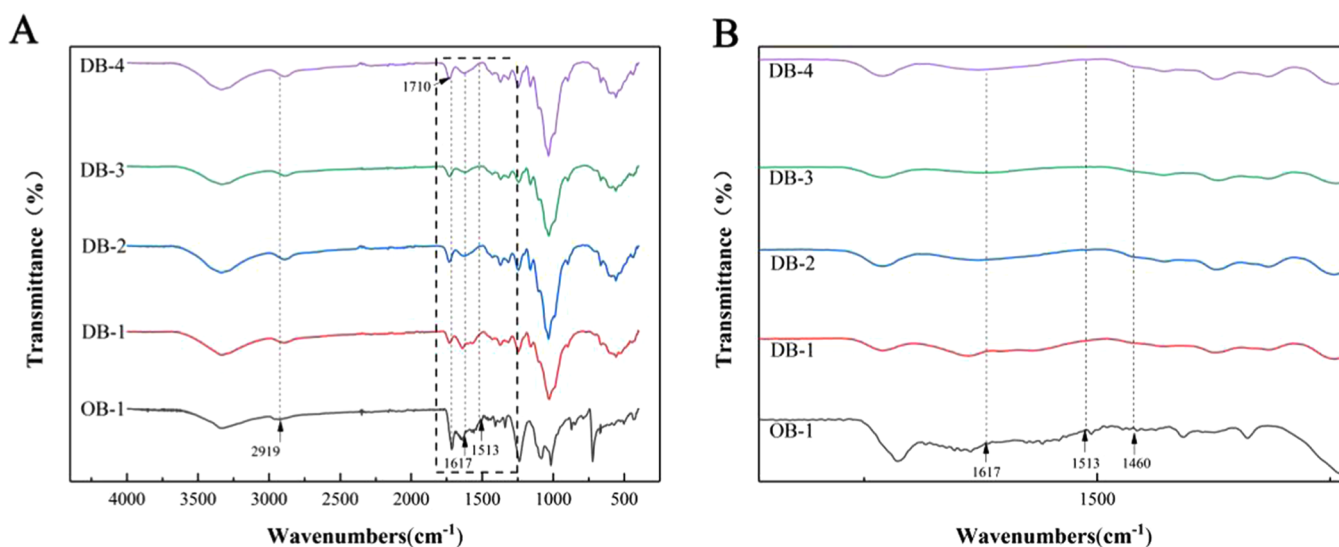 A
DB-4
1710
DB-3
DB-2
DB-1
OB-1
2919
1617
1513
Transmittance（%）
4000 3500 3000 2500 2000 1500 1000 500
Wavenumbers(cm⁻¹)
B
DB-4
DB-3
DB-2
DB-1
OB-1
1617
1513
1460
Transmittance（%）
1500
Wavenumbers(cm⁻¹)